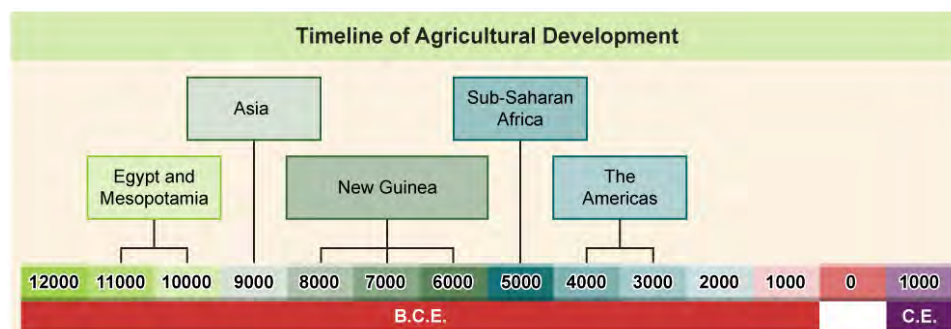 Timeline of Agricultural Development
Asia
Sub-Saharan
Africa
Egypt and
Mesopotamia
New Guinea
The
Americas
12000 11000 10000 9000 8000 7000 6000 5000 4000 3000 2000 1000 0 1000
B.C.E. C.E.